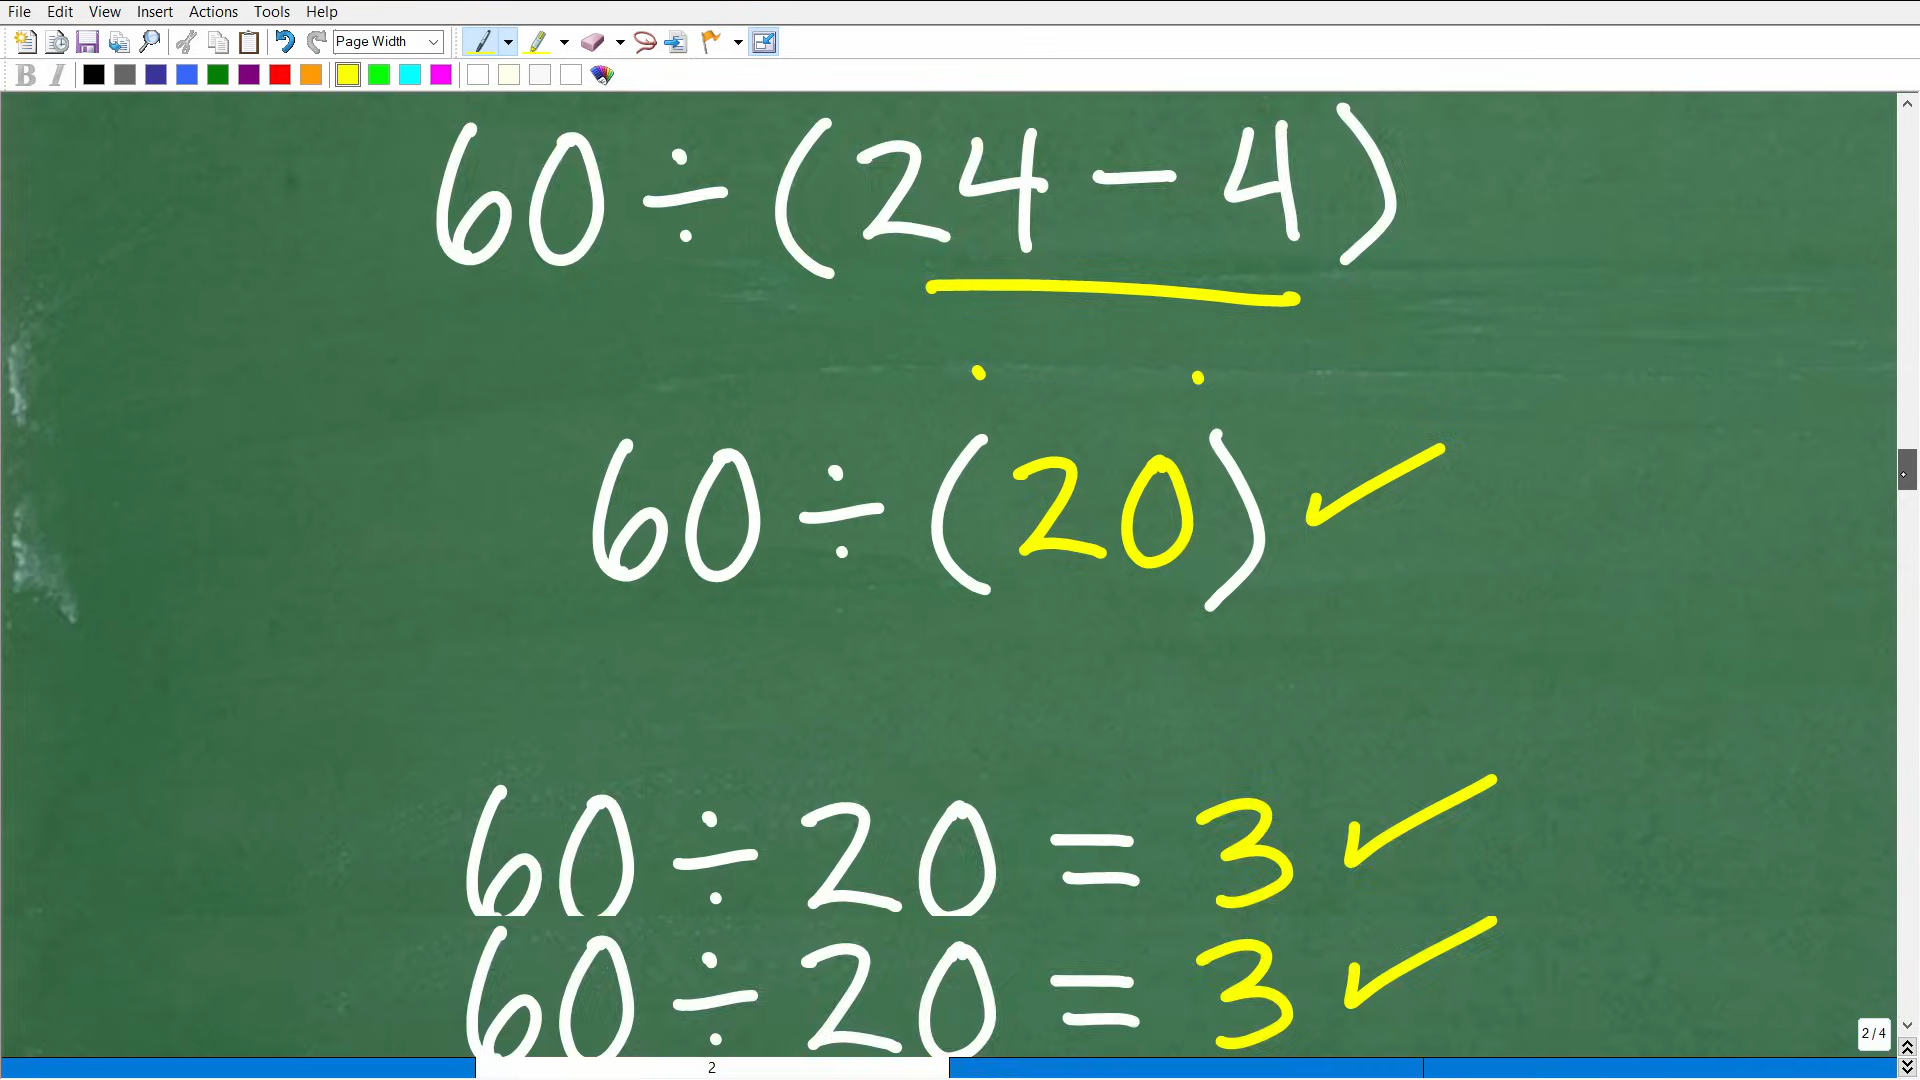 File Edit View Insert Actions Tools Help
Page Width
B I
60 ÷ (24 - 4)
60 ÷ (20) ✓
60 ÷ 20 = 3 ✓
60 ÷ 20 = 3 ✓
2 / 4
2